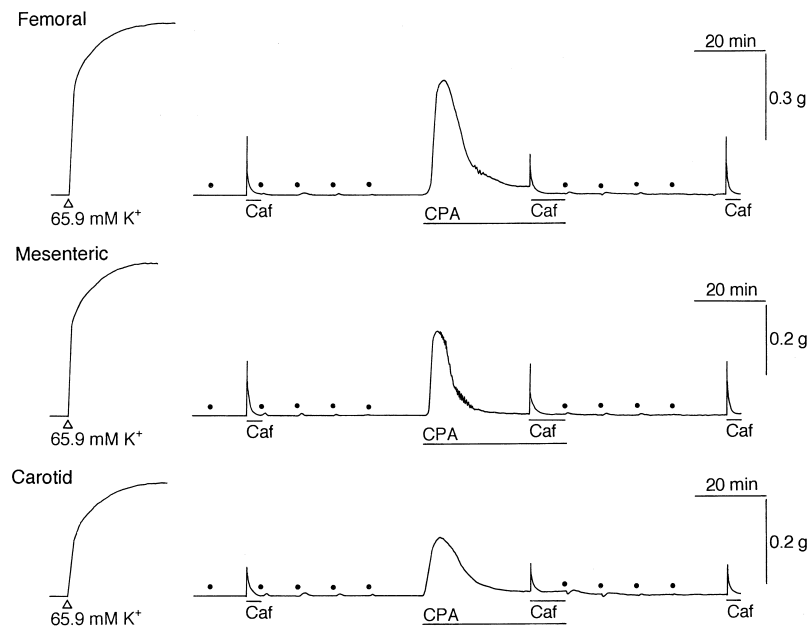 Femoral
20 min
0.3 g
65.9 mM K⁺
Caf
CPA
Caf
Caf
Mesenteric
20 min
0.2 g
65.9 mM K⁺
Caf
CPA
Caf
Caf
Carotid
20 min
0.2 g
65.9 mM K⁺
Caf
CPA
Caf
Caf